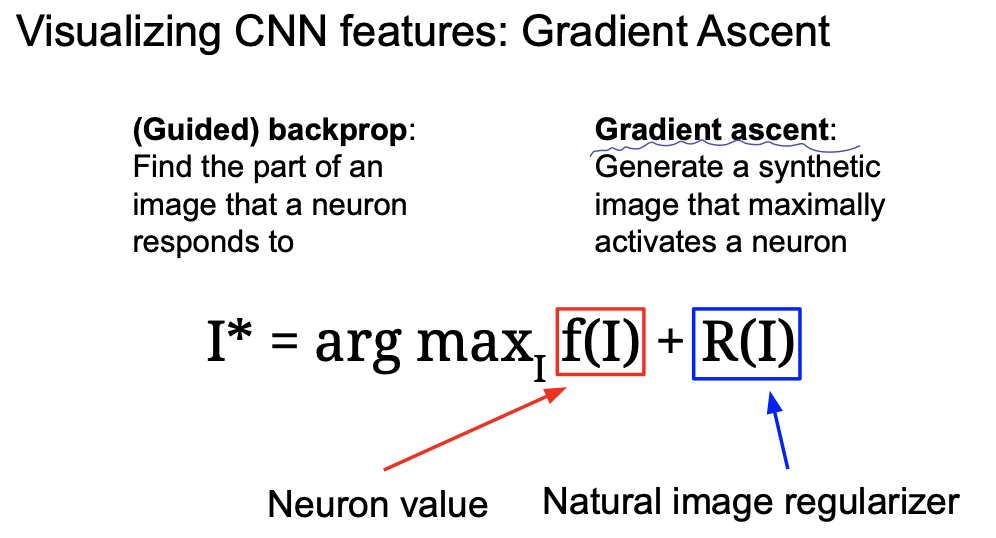 Visualizing CNN features: Gradient Ascent
(Guided) backprop:
Find the part of an
image that a neuron
responds to
Gradient ascent:
Generate a synthetic
image that maximally
activates a neuron
I* = arg max_I f(I) + R(I)
Neuron value
Natural image regularizer